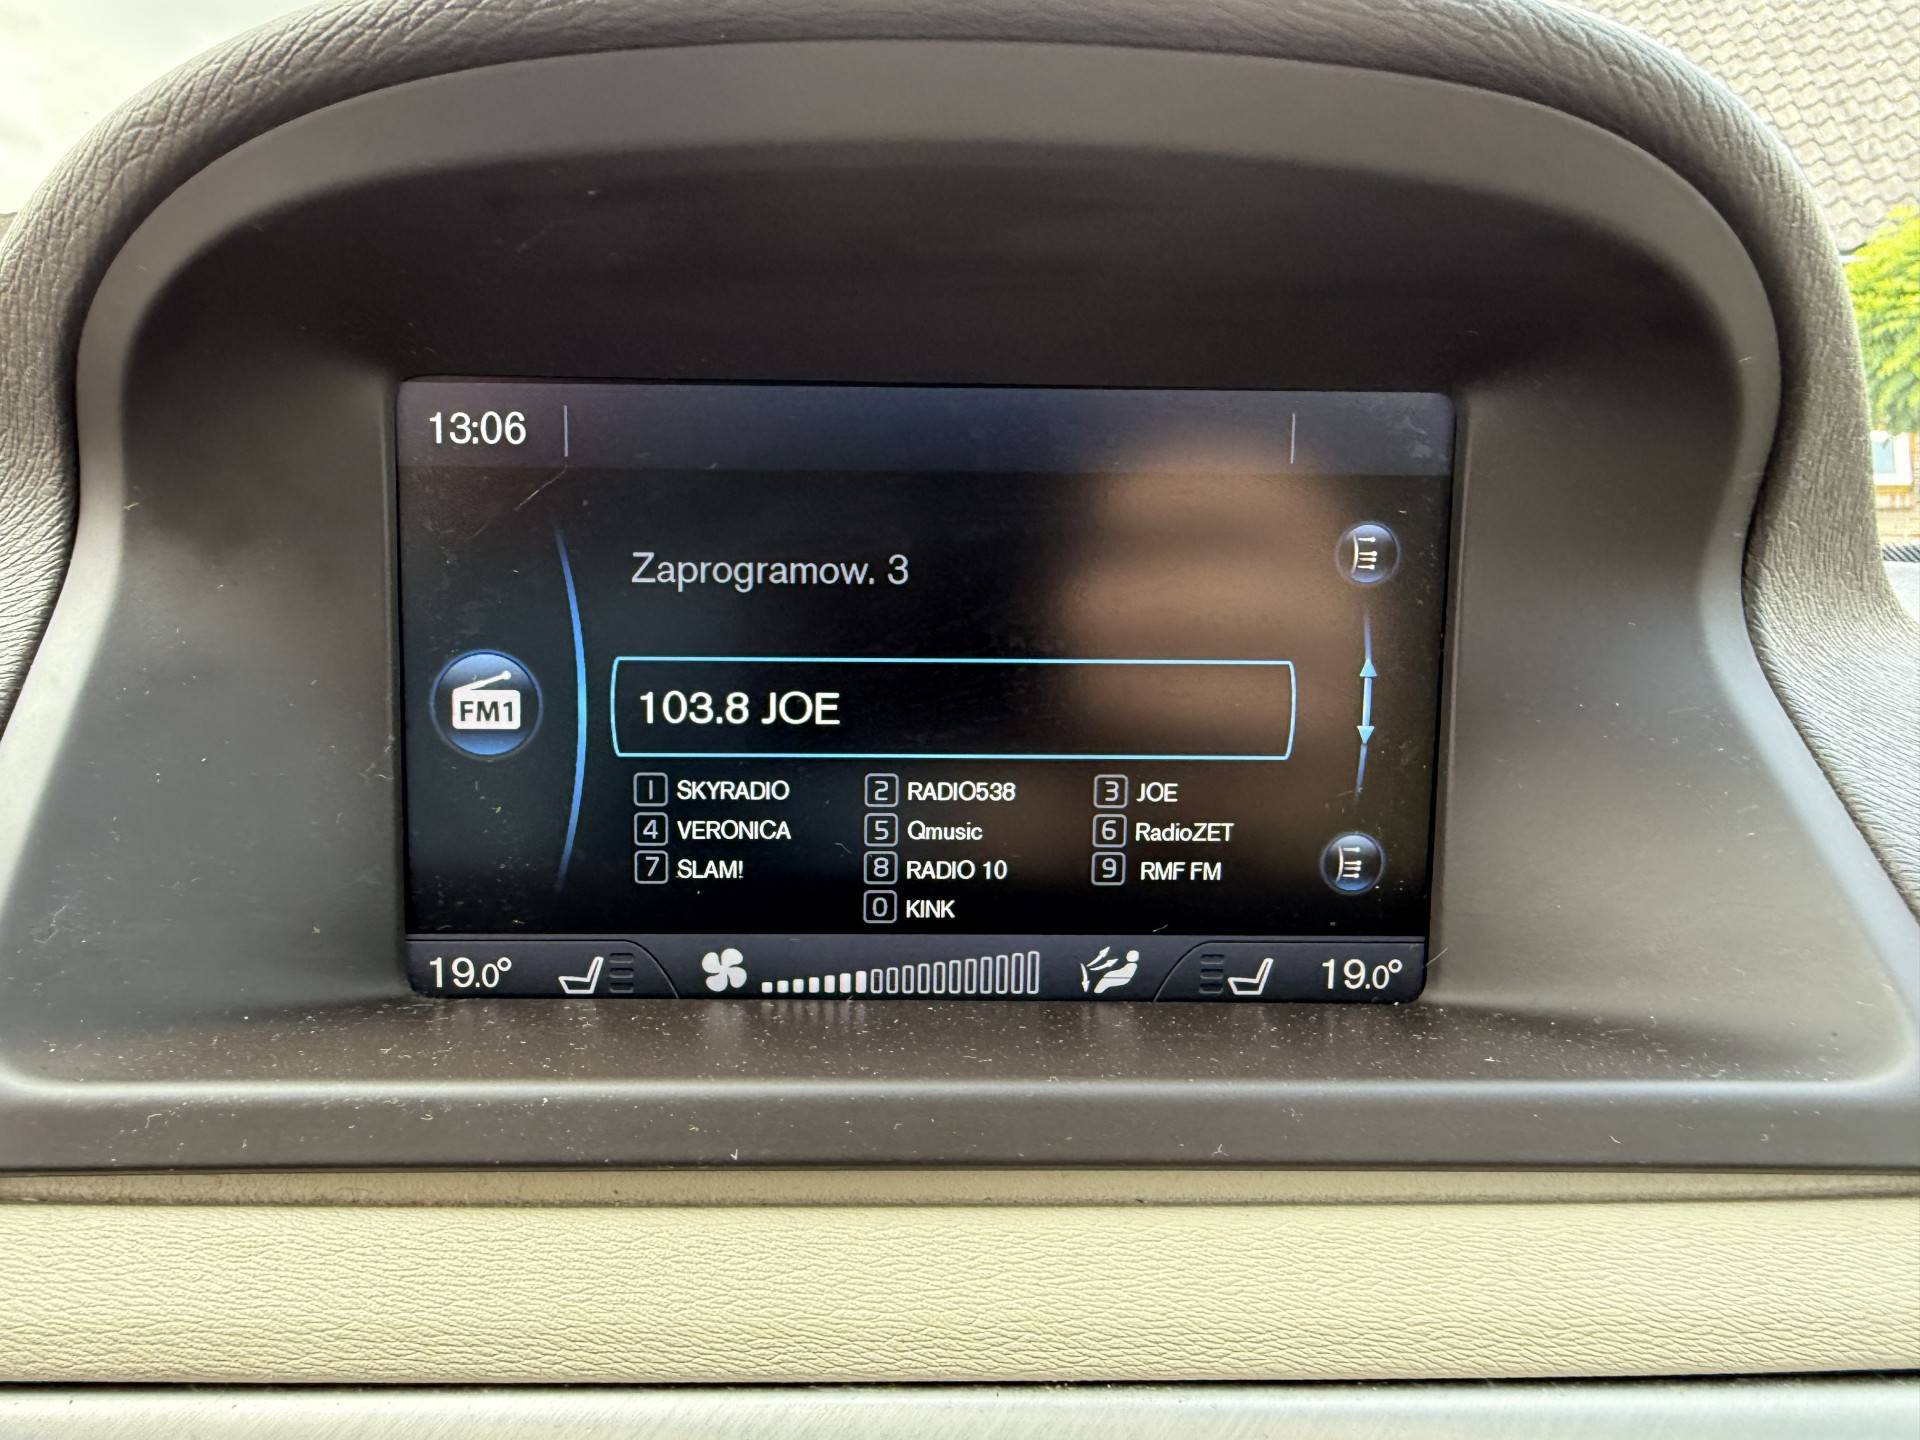 13:06
Zaprogramow. 3
FM1
103.8 JOE
1 SKYRADIO 2 RADIO538 3 JOE
4 VERONICA 5 Qmusic 6 RadioZET
7 SLAM! 8 RADIO 10 9 RMF FM
0 KINK
19.0° 19.0°